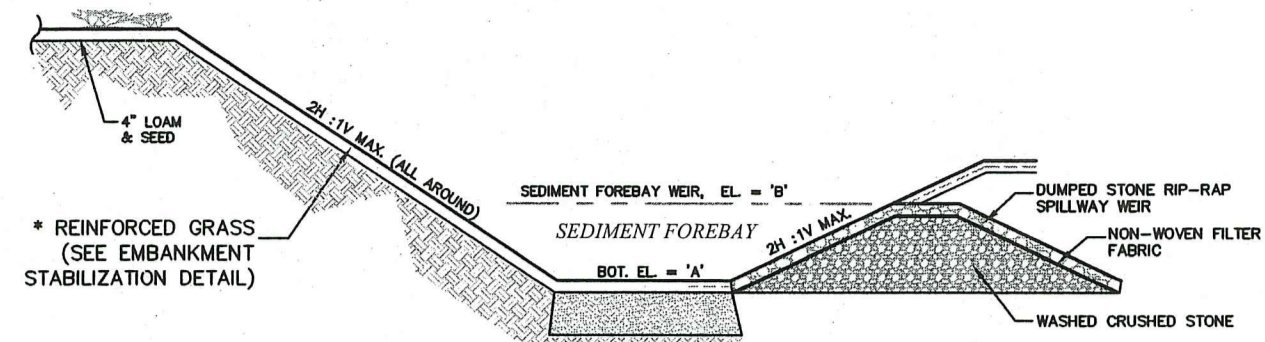 4" LOAM
& SEED
2H :1V MAX. (ALL AROUND)
* REINFORCED GRASS
(SEE EMBANKMENT
STABILIZATION DETAIL)
SEDIMENT FOREBAY WEIR, EL. = 'B'
SEDIMENT FOREBAY
BOT. EL. = 'A'
2H :1V MAX.
DUMPED STONE RIP-RAP
SPILLWAY WEIR
NON-WOVEN FILTER
FABRIC
WASHED CRUSHED STONE